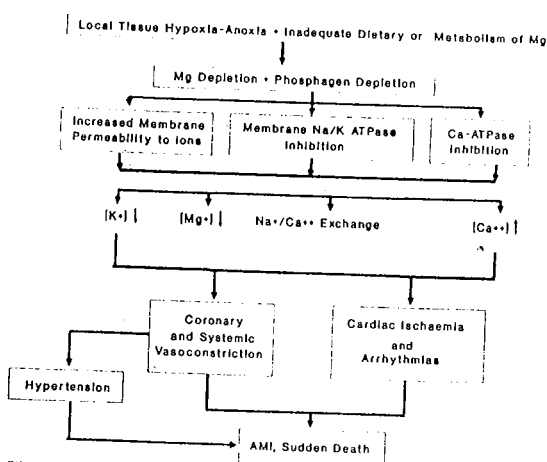 Local Tissue Hypoxia-Anoxia + Inadequate Dietary or Metabolism of Mg
Mg Depletion + Phosphagen Depletion
Increased Membrane
Permeability to ions
Membrane Na/K ATPase
Inhibition
Ca-ATPase
inhibition
[K+]↓
[Mg+]↓
Na+/Ca++ Exchange
[Ca++]↑
Coronary
and Systemic
Vasoconstriction
Cardiac Ischaemia
and
Arrhythmias
Hypertension
AMI, Sudden Death